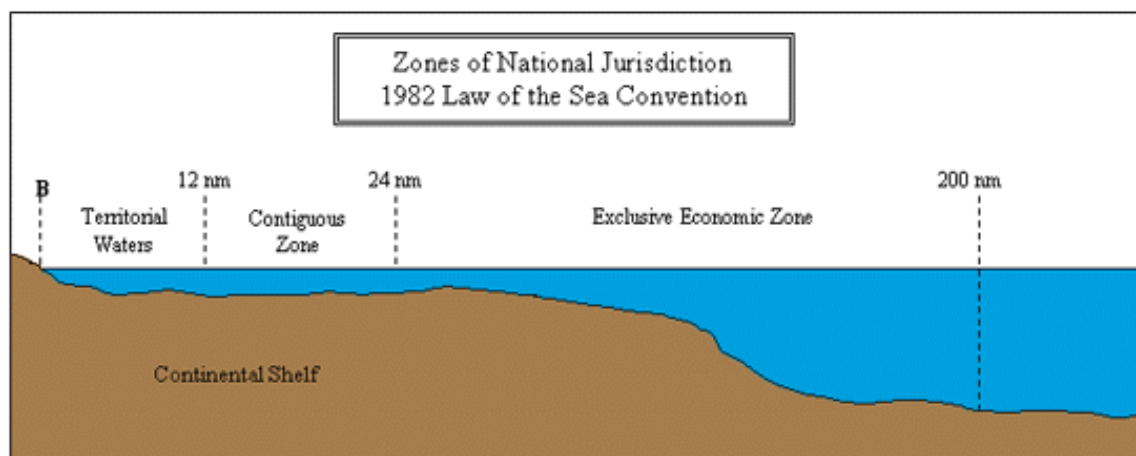 Zones of National Jurisdiction
1982 Law of the Sea Convention
B
12 nm
24 nm
200 nm
Territorial
Waters
Contiguous
Zone
Exclusive Economic Zone
Continental Shelf